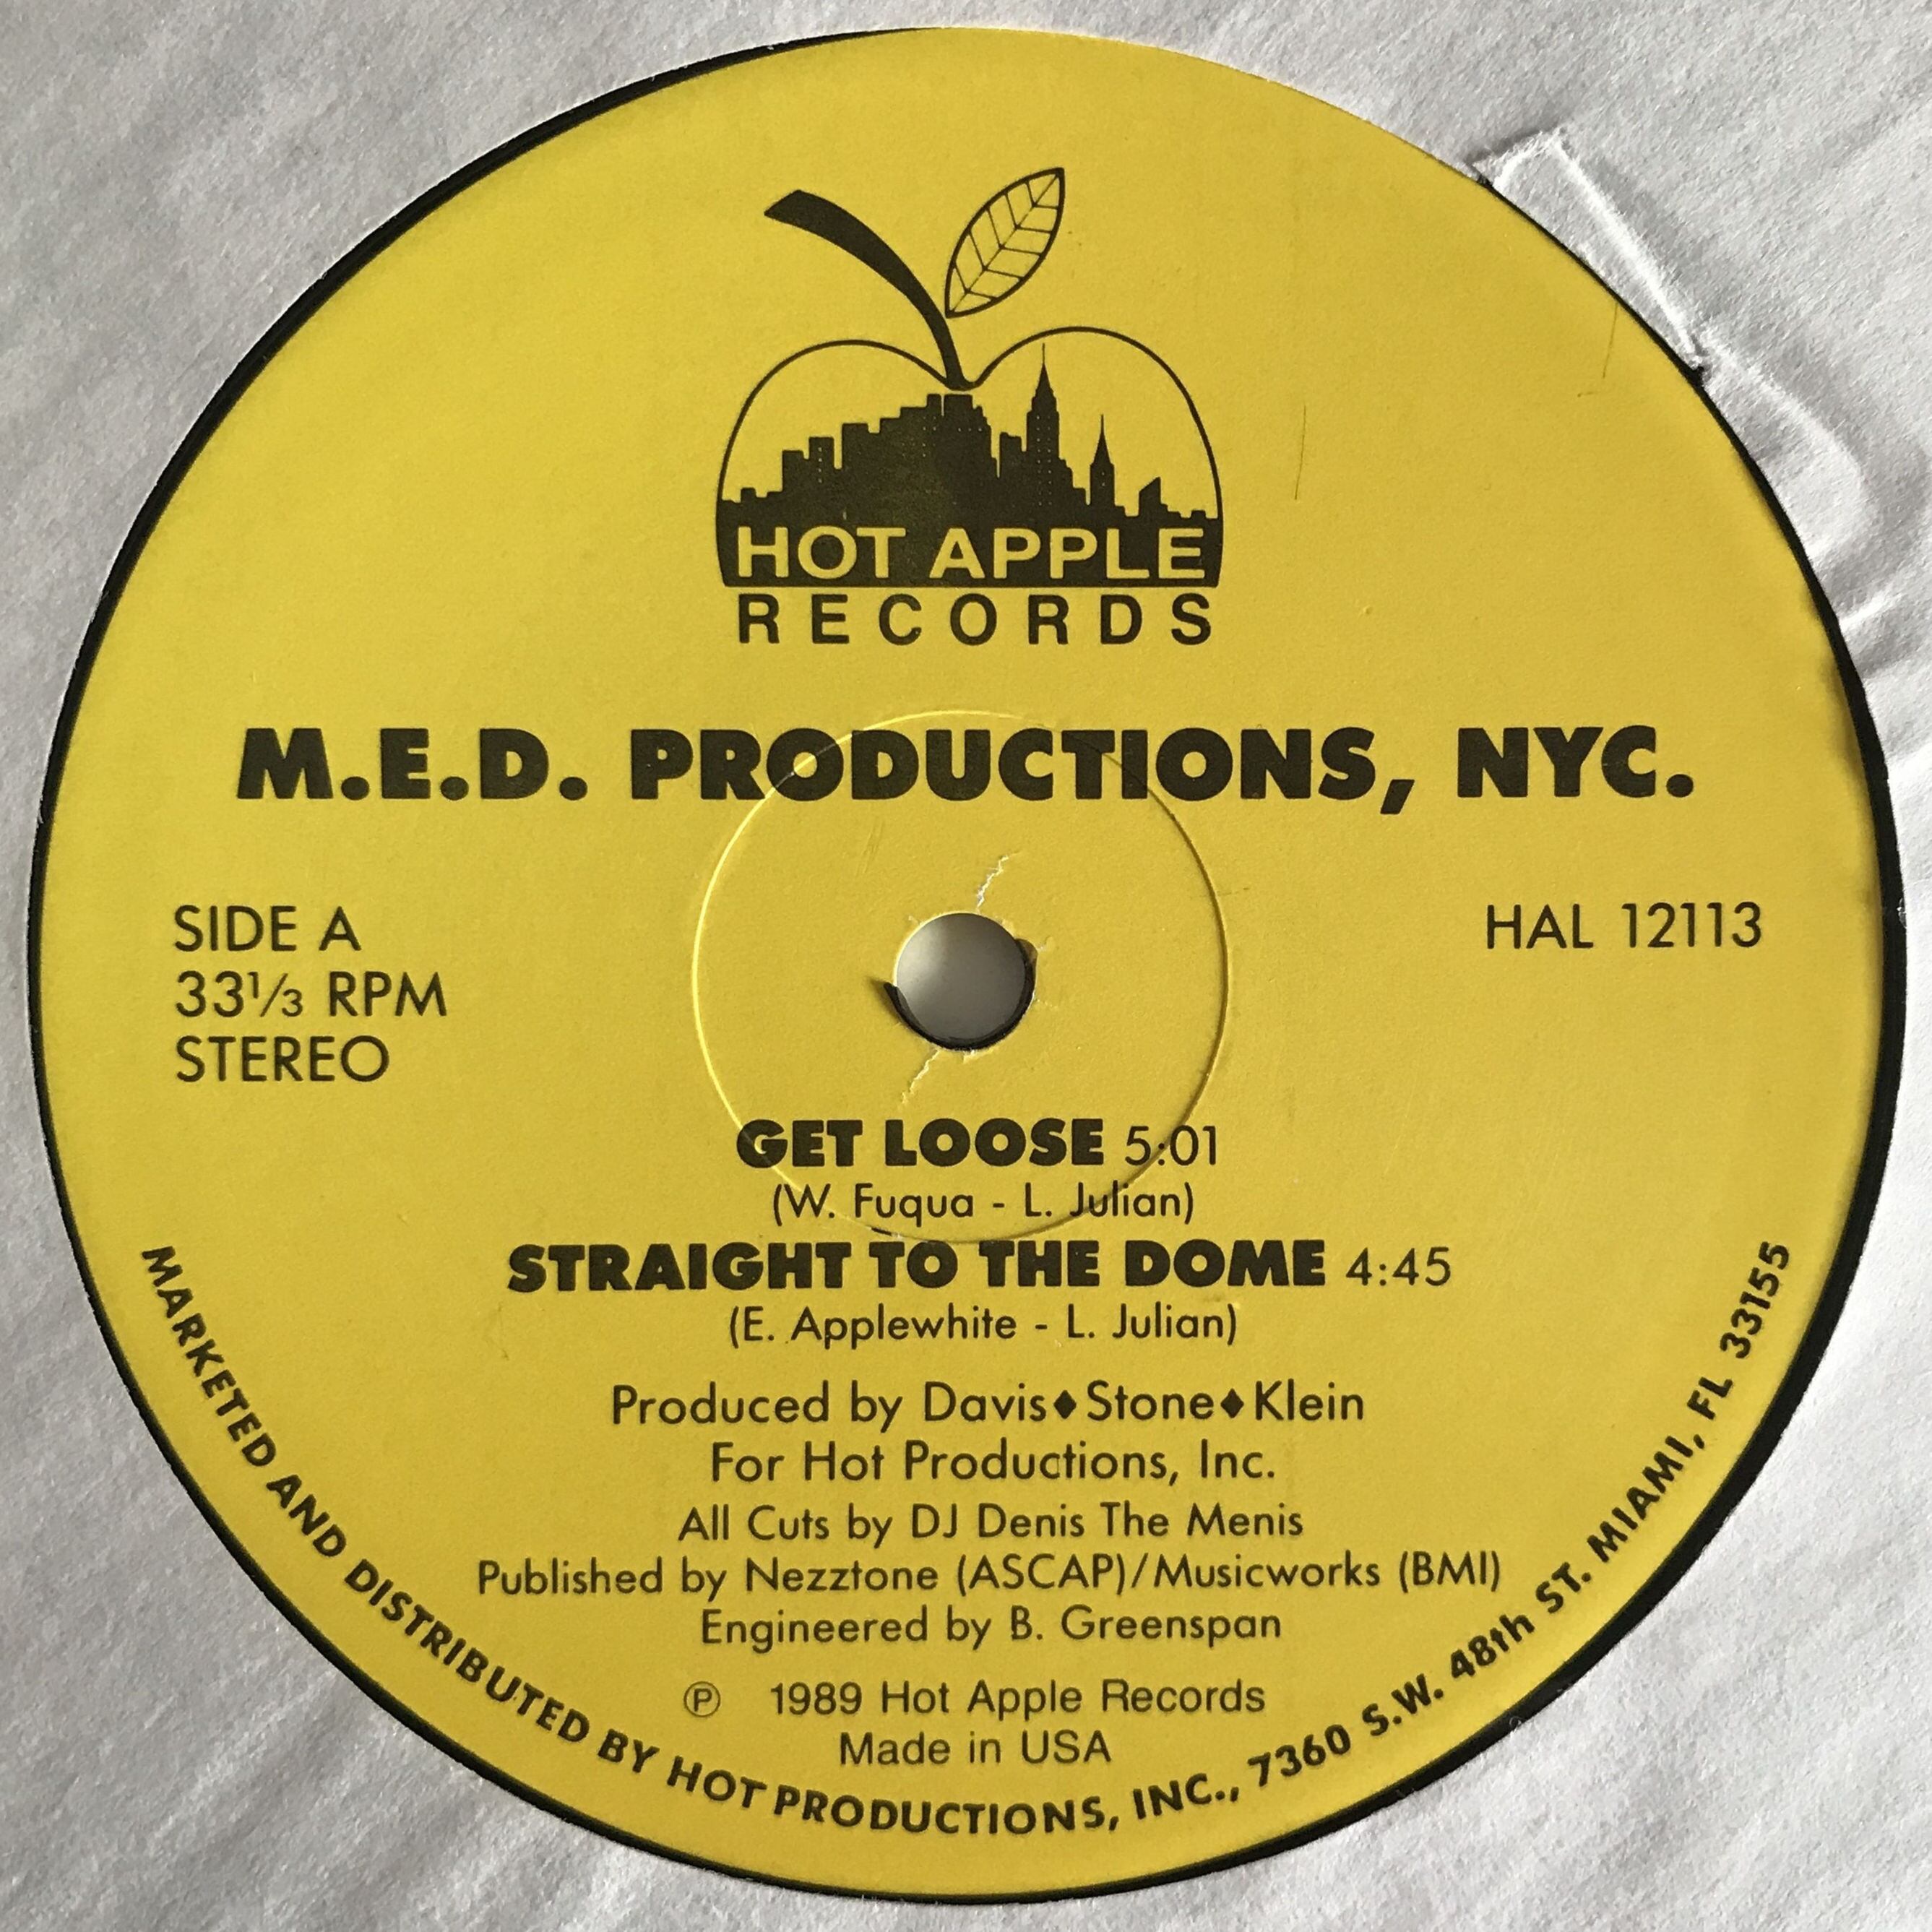 HOT APPLE
RECORDS
M.E.D. PRODUCTIONS, NYC.
SIDE A
33⅓ RPM
STEREO
HAL 12113
GET LOOSE 5:01
(W. Fuqua - L. Julian)
STRAIGHT TO THE DOME 4:45
(E. Applewhite - L. Julian)
Produced by Davis♦Stone♦Klein
For Hot Productions, Inc.
All Cuts by DJ Denis The Menis
Published by Nezztone (ASCAP)/Musicworks (BMI)
Engineered by B. Greenspan
℗ 1989 Hot Apple Records
Made in USA
MARKETED AND DISTRIBUTED BY HOT PRODUCTIONS, INC., 7360 S.W. 48th ST. MIAMI, FL 33155